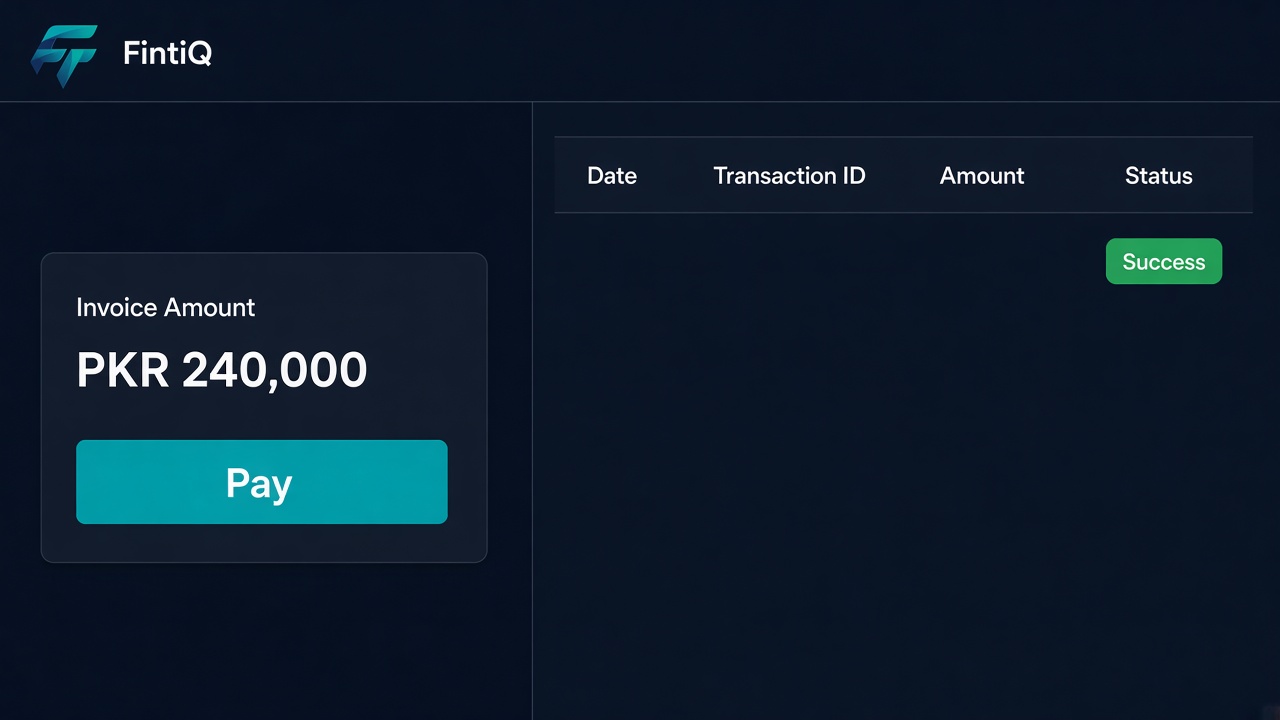 FintiQ
Invoice Amount
PKR 240,000
Pay
Date Transaction ID Amount Status
Success